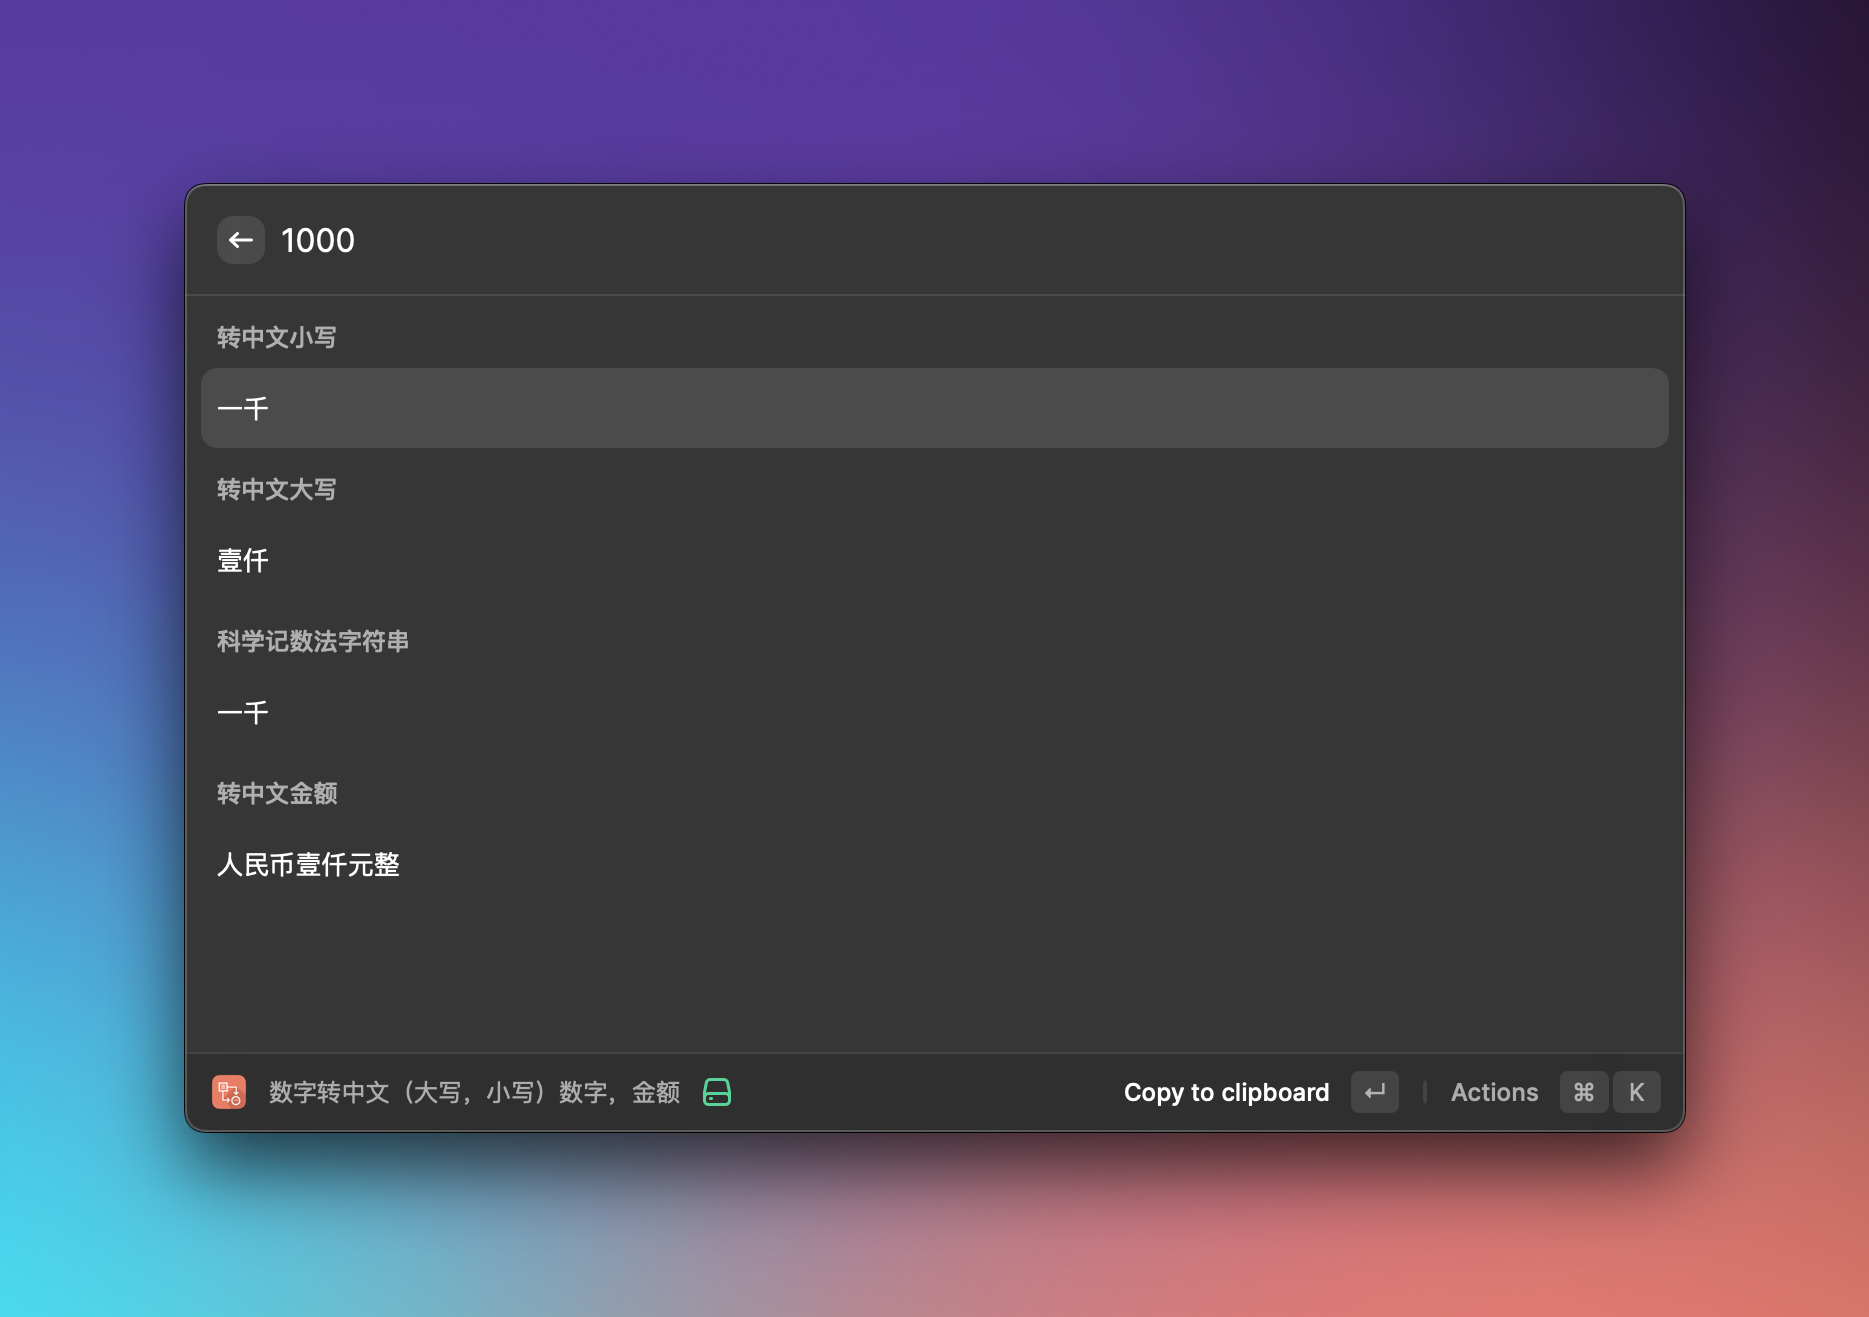 1000
转中文小写
一千
转中文大写
壹仟
科学记数法字符串
一千
转中文金额
人民币壹仟元整
数字转中文（大写，小写）数字，金额
Copy to clipboard
Actions
⌘ K